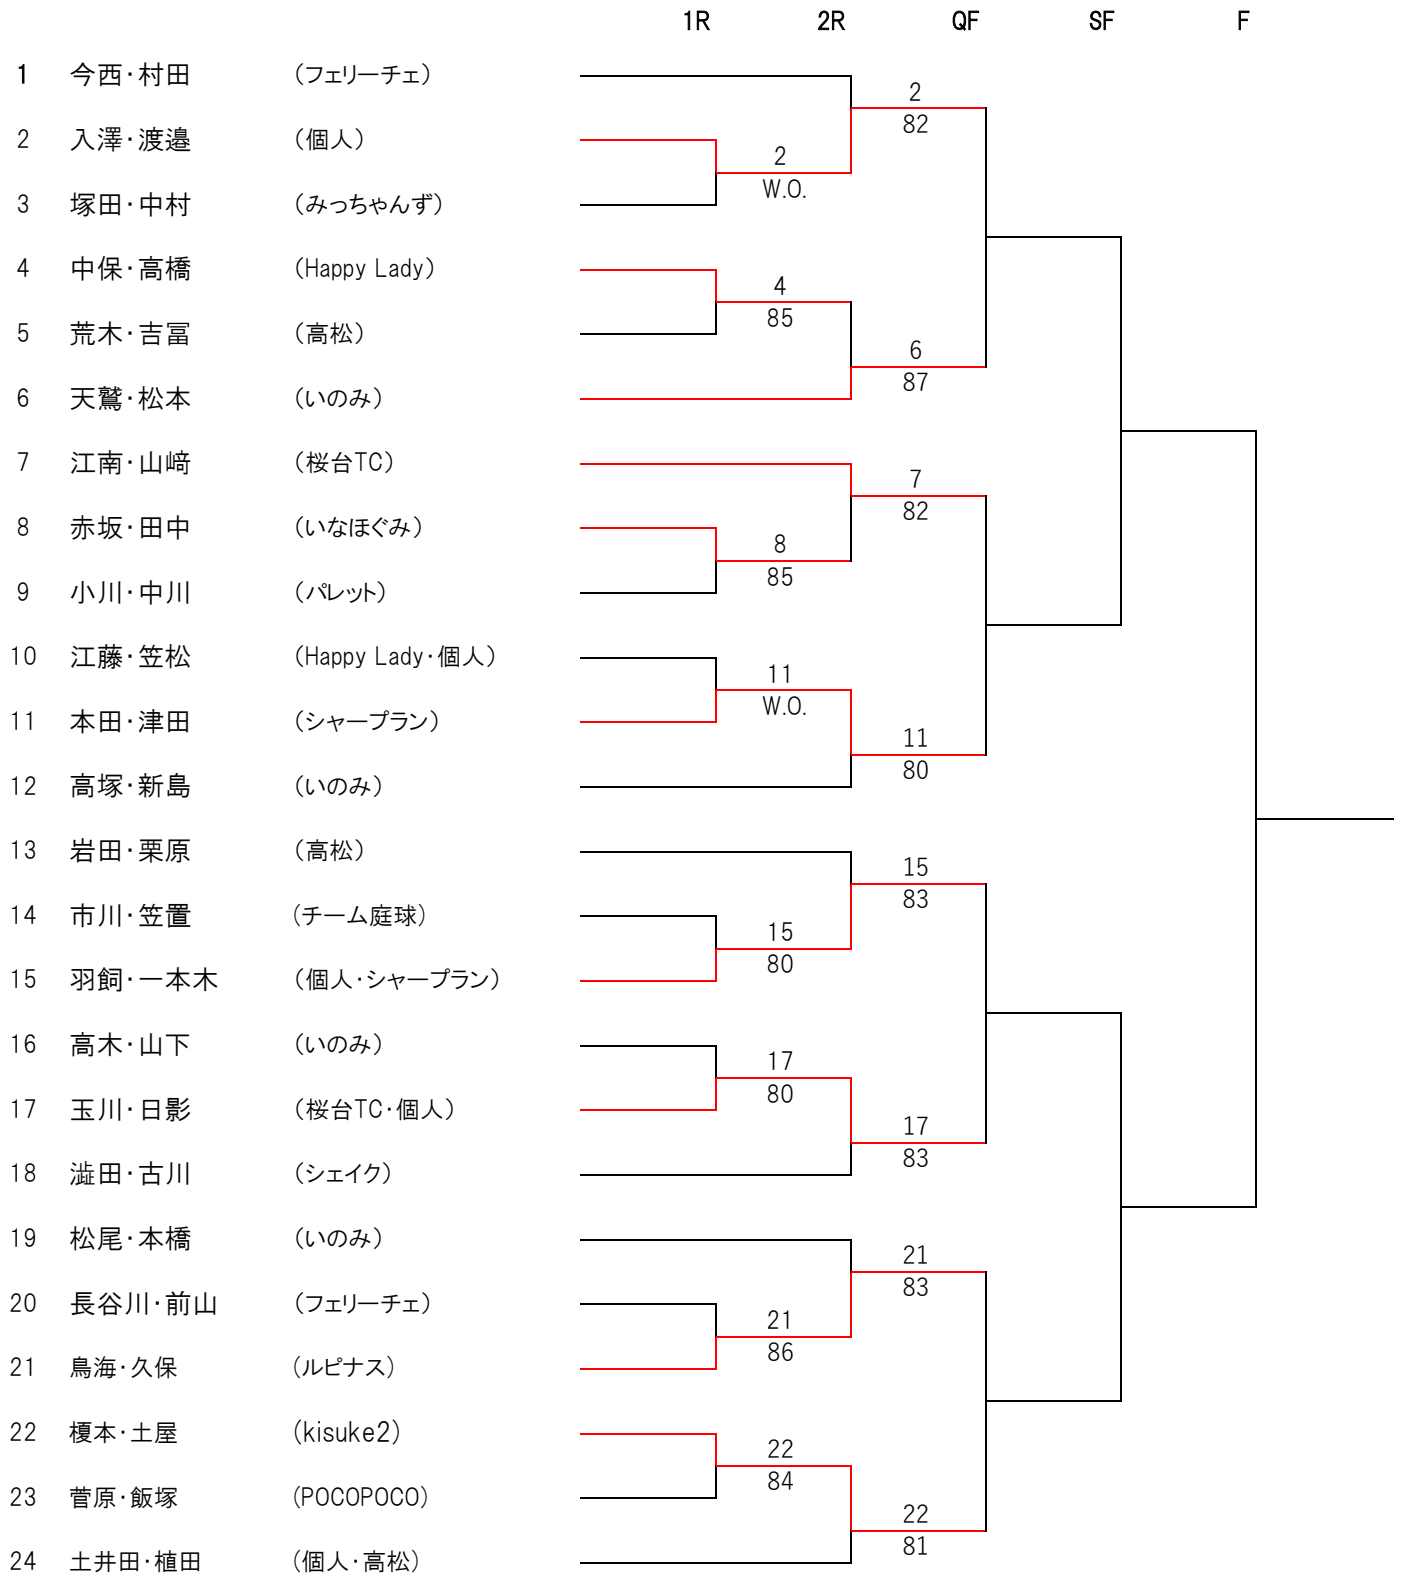 1R 2R QF SF F
1 今西・村田 (フェリーチェ)
2
82
2 入澤・渡邉 (個人)
2
W.O.
3 塚田・中村 (みっちゃんず)
4 中保・高橋 (Happy Lady)
4
85
5 荒木・吉冨 (高松)
6
87
6 天鷲・松本 (いのみ)
7 江南・山﨑 (桜台TC)
7
82
8 赤坂・田中 (いなほぐみ)
8
85
9 小川・中川 (パレット)
10 江藤・笠松 (Happy Lady・個人)
11
W.O.
11 本田・津田 (シャープラン)
11
80
12 高塚・新島 (いのみ)
13 岩田・栗原 (高松)
15
83
14 市川・笠置 (チーム庭球)
15
80
15 羽飼・一本木 (個人・シャープラン)
16 高木・山下 (いのみ)
17
80
17 玉川・日影 (桜台TC・個人)
17
83
18 澁田・古川 (シェイク)
19 松尾・本橋 (いのみ)
21
83
20 長谷川・前山 (フェリーチェ)
21
86
21 鳥海・久保 (ルピナス)
22 榎本・土屋 (kisuke2)
22
84
23 菅原・飯塚 (POCOPOCO)
22
81
24 土井田・植田 (個人・高松)